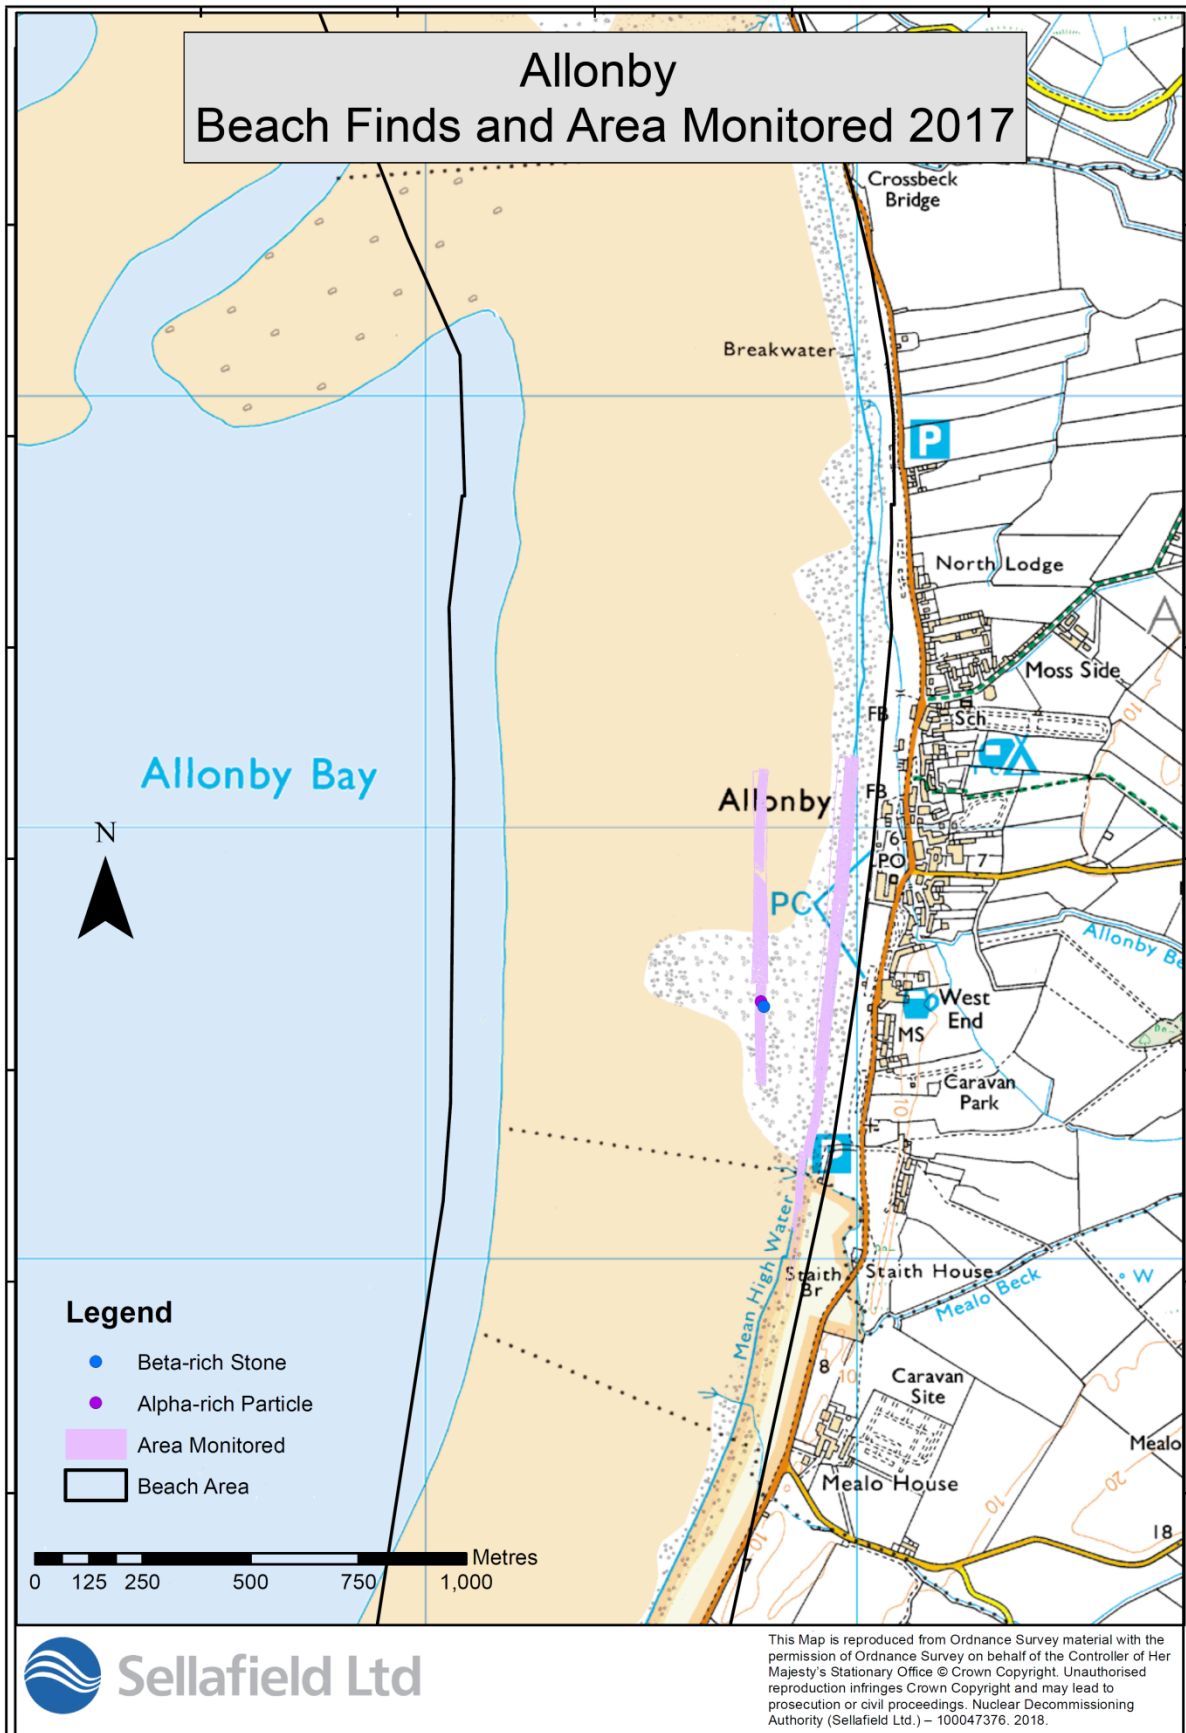 Allonby
Beach Finds and Area Monitored 2017
Crossbeck
Bridge
Breakwater
P
North Lodge
A
Moss Side
10
FB
Sch
Allonby Bay
Allonby
FB
N
6
PO
7
PC
Allonby Be
West
End
MS
Caravan
Park
10
P
Mean High Water
Staith
Br
Staith House
W
Mealo Beck
8
10
Caravan
Site
Mealo
Mealo House
10
20
18
7
10
Legend
Beta-rich Stone
Alpha-rich Particle
Area Monitored
Beach Area
Metres
0 125 250 500 750 1,000
Sellafield Ltd
This Map is reproduced from Ordnance Survey material with the
permission of Ordnance Survey on behalf of the Controller of Her
Majesty's Stationary Office © Crown Copyright. Unauthorised
reproduction infringes Crown Copyright and may lead to
prosecution or civil proceedings. Nuclear Decommissioning
Authority (Sellafield Ltd.) – 100047376. 2018.